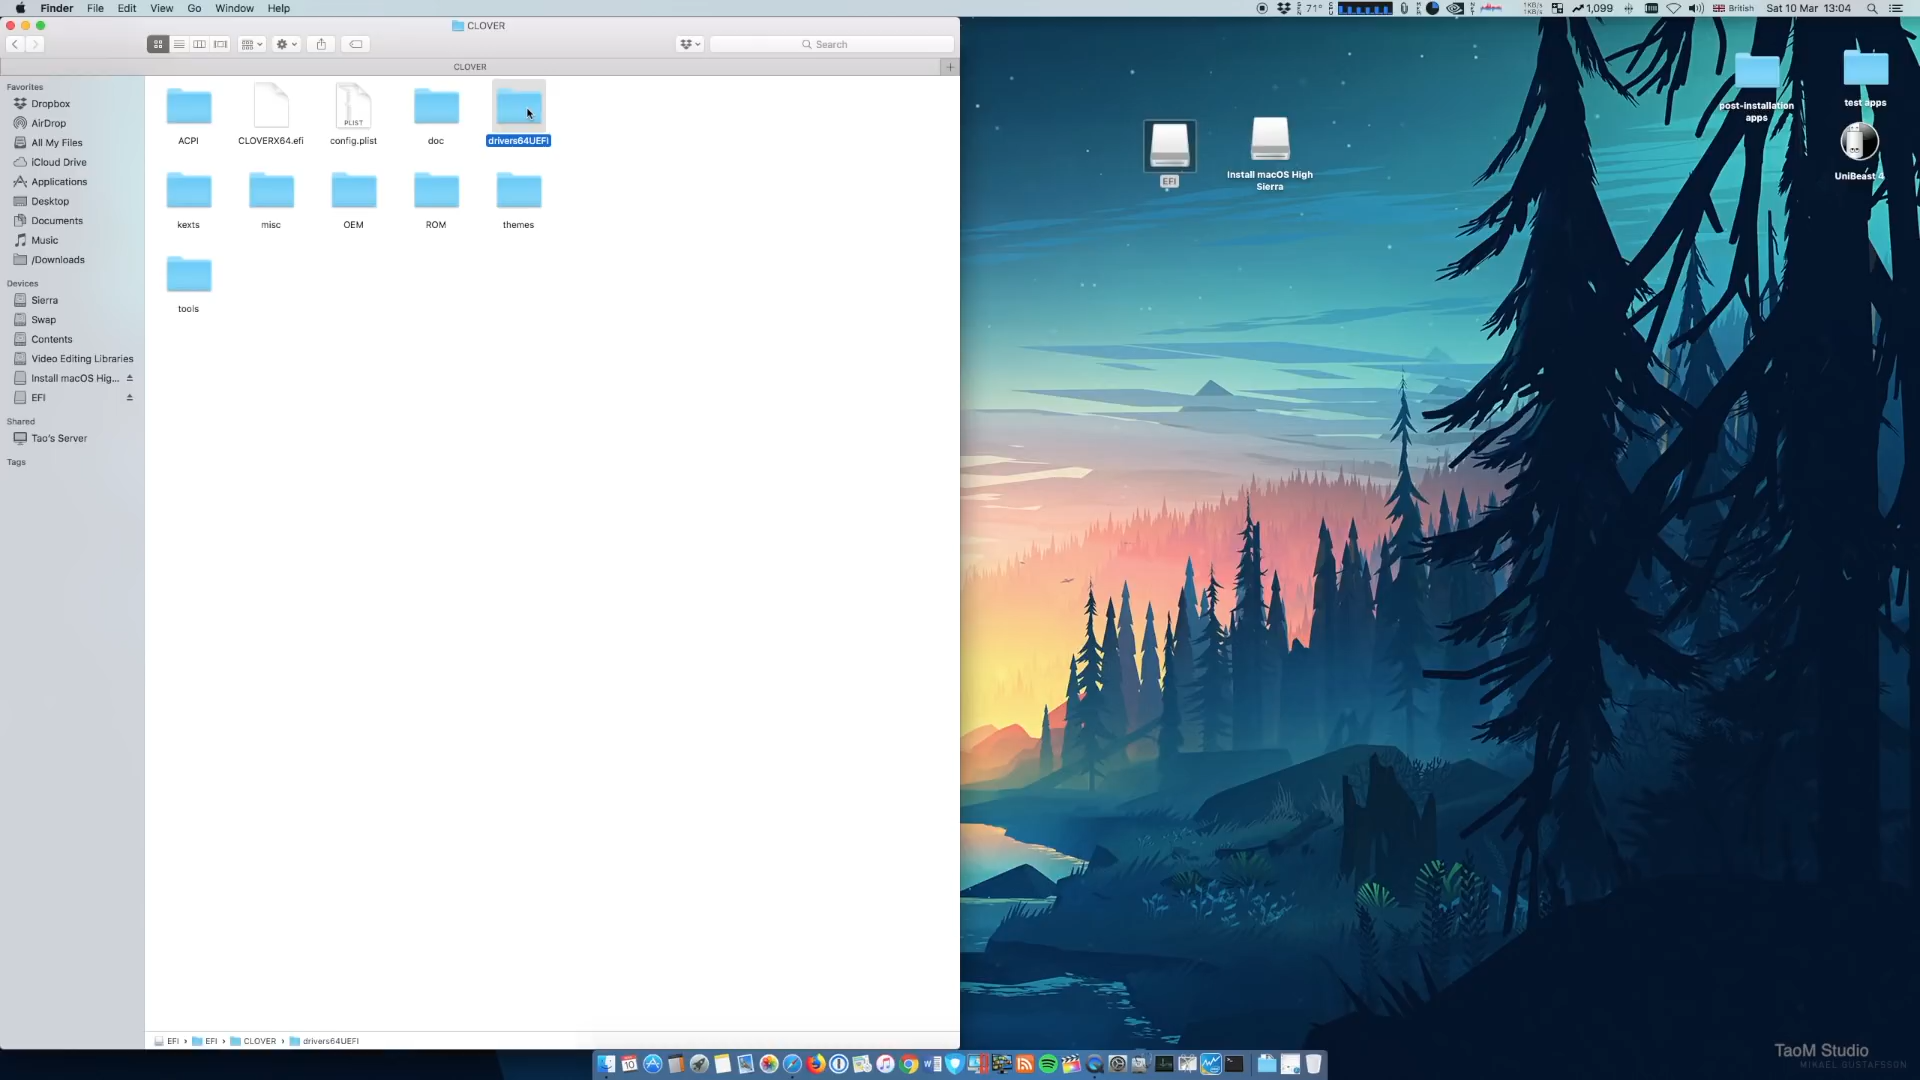 Finder File Edit View Go Window Help
71° 1,099 British Sat 10 Mar 13:04
CLOVER
Search
CLOVER
Favorites
Dropbox
AirDrop
All My Files
iCloud Drive
Applications
Desktop
Documents
Music
/Downloads
Devices
Sierra
Swap
Contents
Video Editing Libraries
Install macOS Hig...
EFI
Shared
Tao's Server
Tags
PLIST
ACPI CLOVERX64.efi config.plist doc drivers64UEFI
kexts misc OEM ROM themes
tools
EFI › EFI › CLOVER › drivers64UEFI
EFI
Install macOS High
Sierra
post-installation
apps
test apps
UniBeast 4
10
TaoM Studio
MIKAEL GUSTAFSSON